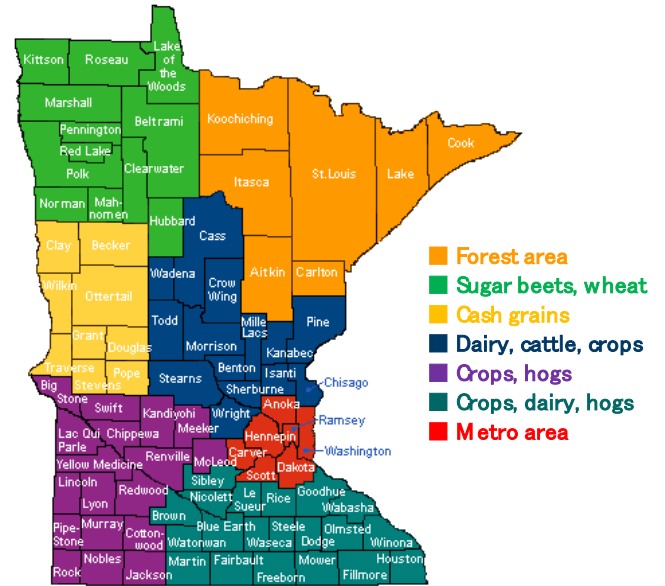 Kittson
Roseau
Lake
of
the
Woods
Marshall
Beltrami
Koochiching
Pennington
Cook
Red Lake
Clearwater
St.Louis
Lake
Polk
Itasca
Norman
Mah-
nomen
Hubbard
Cass
Clay
Becker
Aitkin
Carlton
Wadena
Wilkin
Crow
Wing
Ottertail
Pine
Todd
Mille
Lacs
Grant
Douglas
Morrison
Kanabec
Traverse
Stevens
Pope
Benton
Isanti
Stearns
Sherburne
Chisago
Big
Stone
Swift
Kandiyohi
Meeker
Wright
Anoka
Ramsey
Hennepin
Lac Qui
Parle
Chippewa
Renville
McLeod
Carver
Washington
Yellow Medicine
Scott
Dakota
Lincoln
Lyon
Redwood
Sibley
Nicolett
Le
Sueur
Rice
Goodhue
Wabasha
Brown
Pipe-
Stone
Murray
Cotton-
wood
Blue Earth
Steele
Olmsted
Watonwan
Waseca
Dodge
Winona
Rock
Nobles
Jackson
Martin
Fairbault
Freeborn
Mower
Fillmore
Houston
Forest area
Sugar beets, wheat
Cash grains
Dairy, cattle, crops
Crops, hogs
Crops, dairy, hogs
Metro area